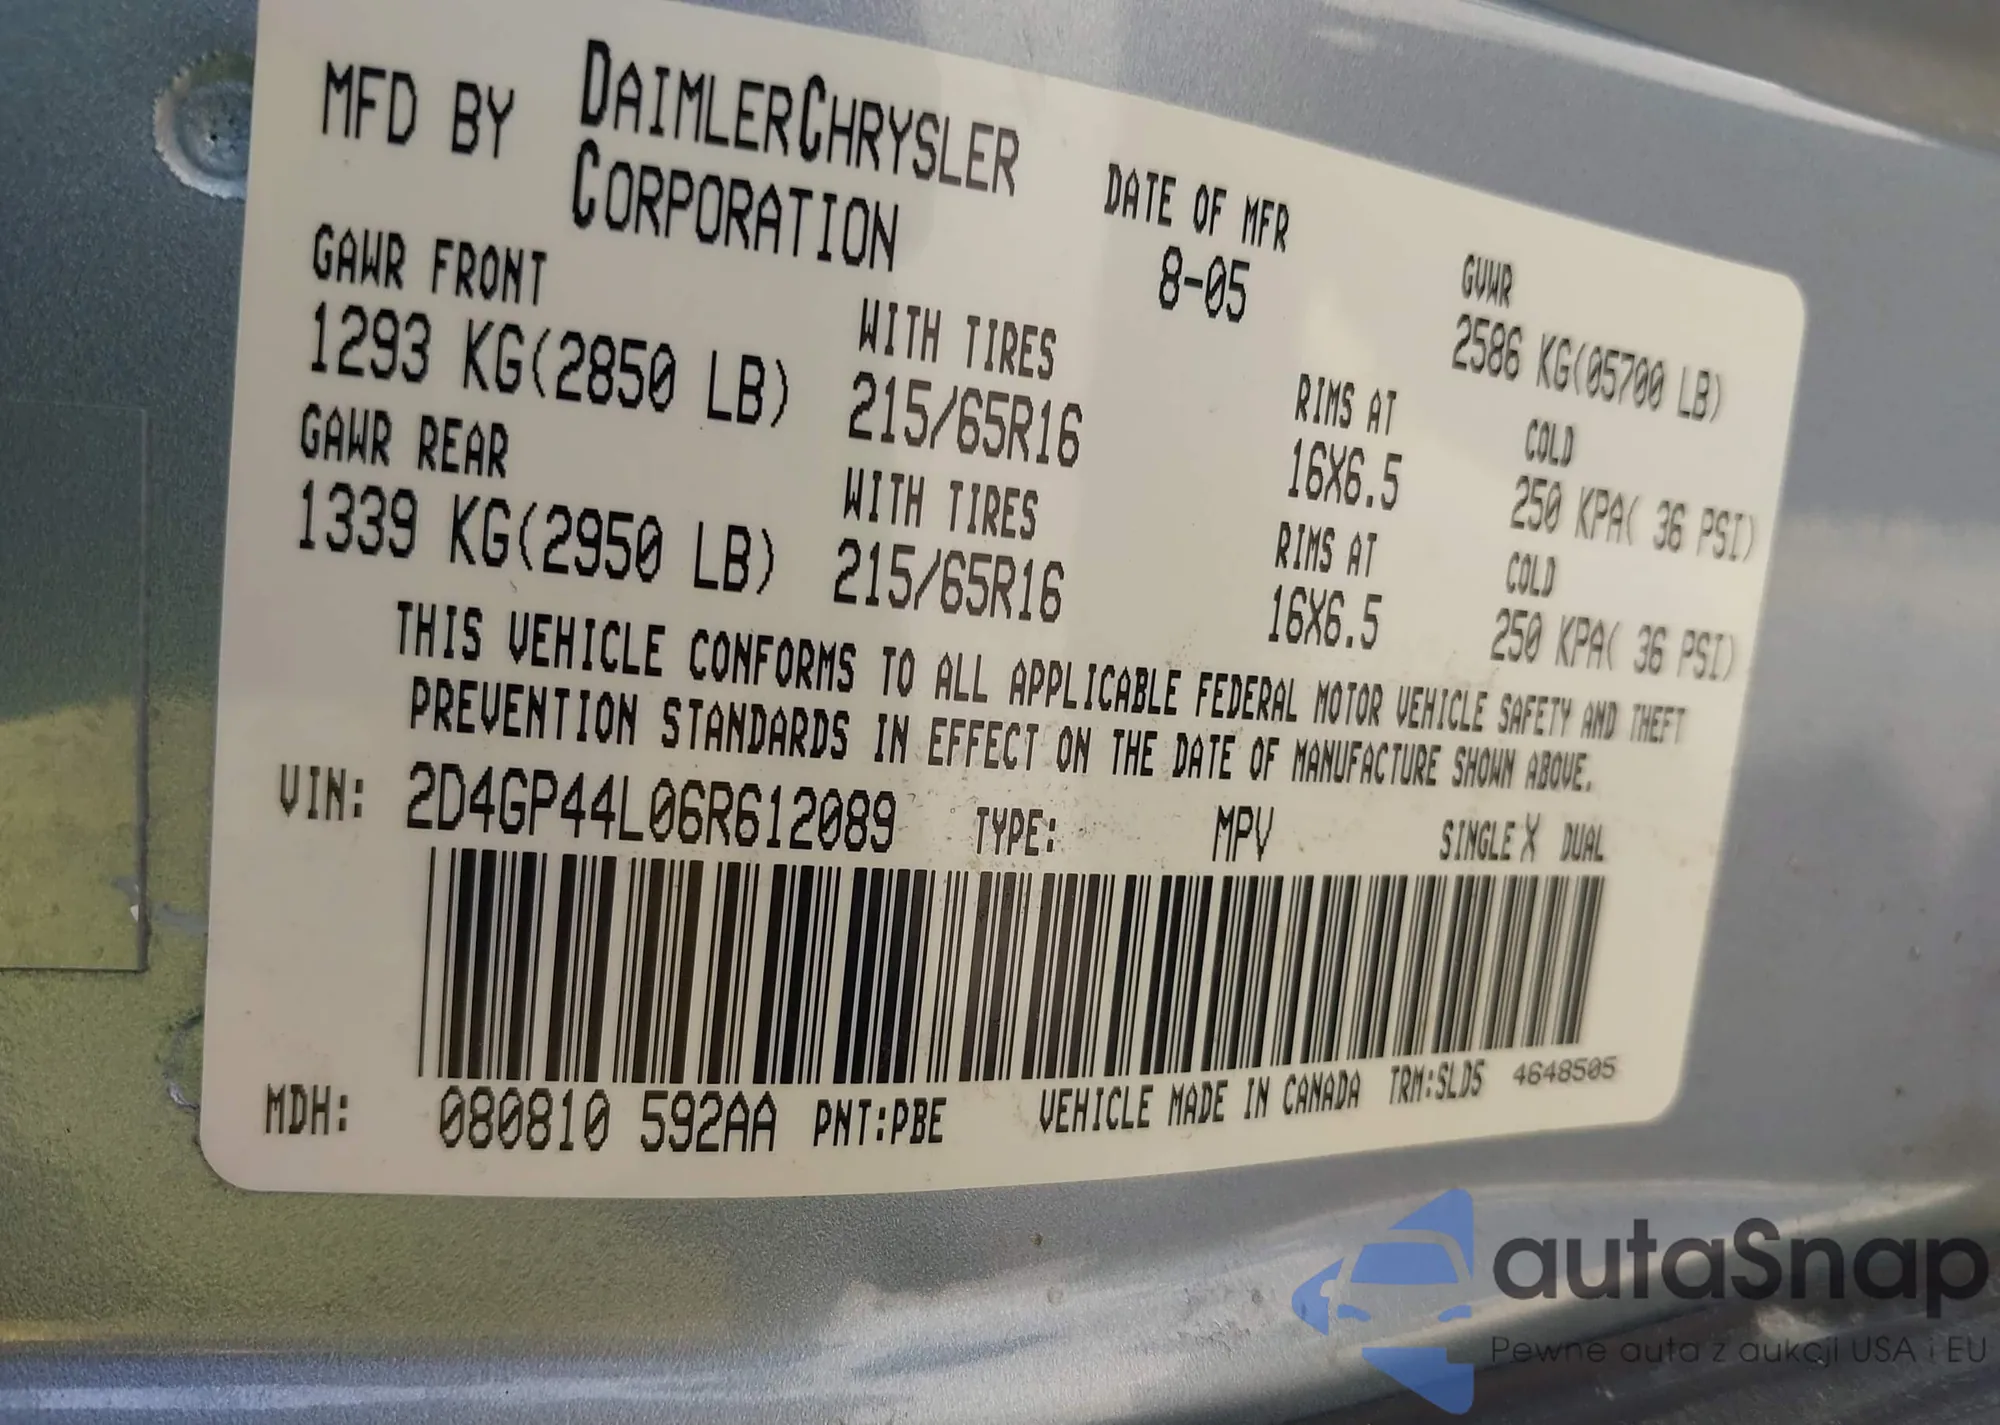 MFD BY DAIMLERCHRYSLER CORPORATION
DATE OF MFR
8-05
GVWR
2586 KG(05700 LB)
GAWR FRONT
1293 KG(2850 LB)
WITH TIRES
215/65R16
RIMS AT
16X6.5
COLD
250 KPA( 36 PSI)
GAWR REAR
1339 KG(2950 LB)
WITH TIRES
215/65R16
RIMS AT
16X6.5
COLD
250 KPA( 36 PSI)
THIS VEHICLE CONFORMS TO ALL APPLICABLE FEDERAL MOTOR VEHICLE SAFETY AND THEFT
PREVENTION STANDARDS IN EFFECT ON THE DATE OF MANUFACTURE SHOWN ABOVE.
VIN: 2D4GP44L06R612089 TYPE: MPV SINGLE X DUAL
MDH: 080810 592AA PNT:PBE VEHICLE MADE IN CANADA TRM:SLD5 4648505
autaSnap
Pewne auta z aukcji USA i EU